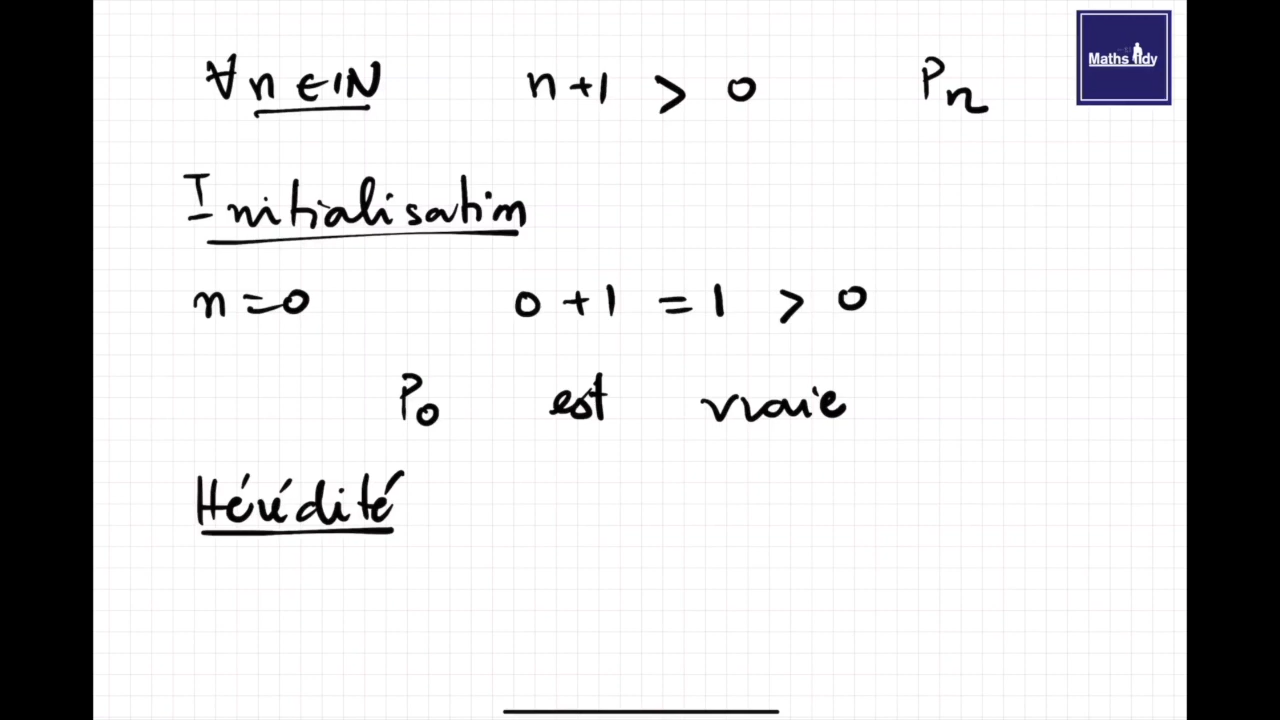 ∀ n ∈ ℕ n+1 > 0 Pn
Maths
Initialisation
n = 0 0 + 1 = 1 > 0
P0 est vraie
Hérédité